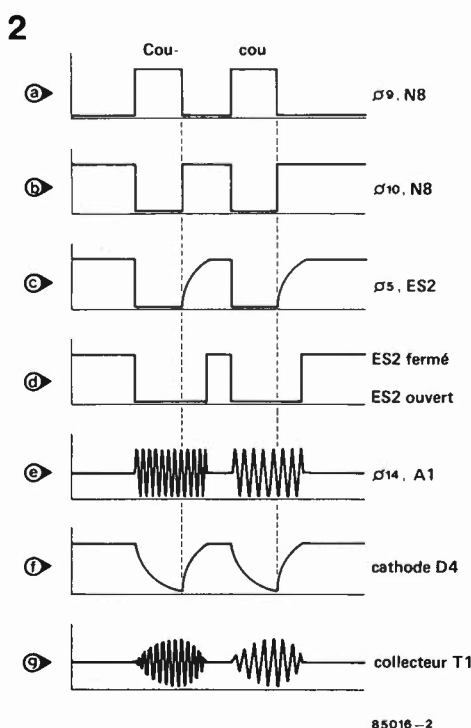 2
Cou- cou
a ø9, N8
b ø10, N8
c ø5, ES2
d ES2 fermé
ES2 ouvert
e ø14, A1
f cathode D4
g collecteur T1
85016-2